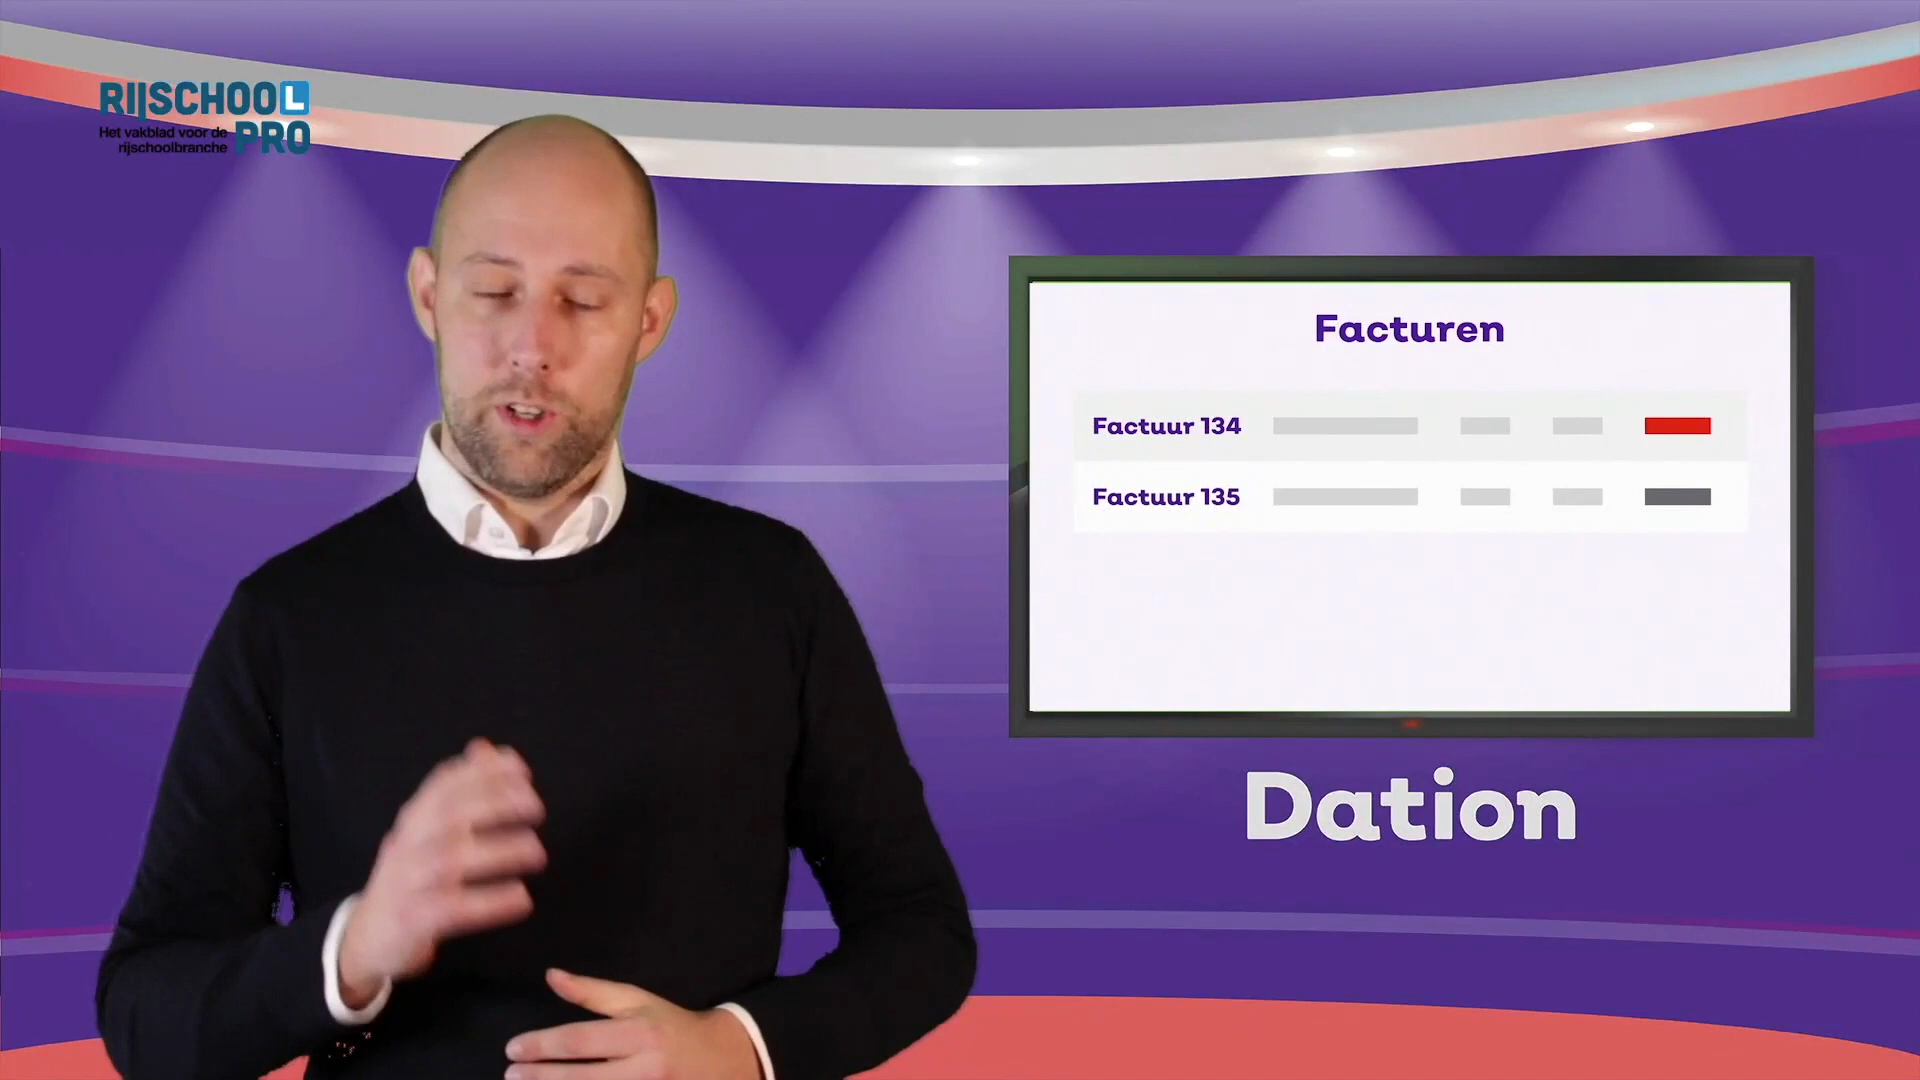 RIJSCHOOL
Het vakblad voor de
rijschoolbranche
PRO
Facturen
Factuur 134
Factuur 135
Dation